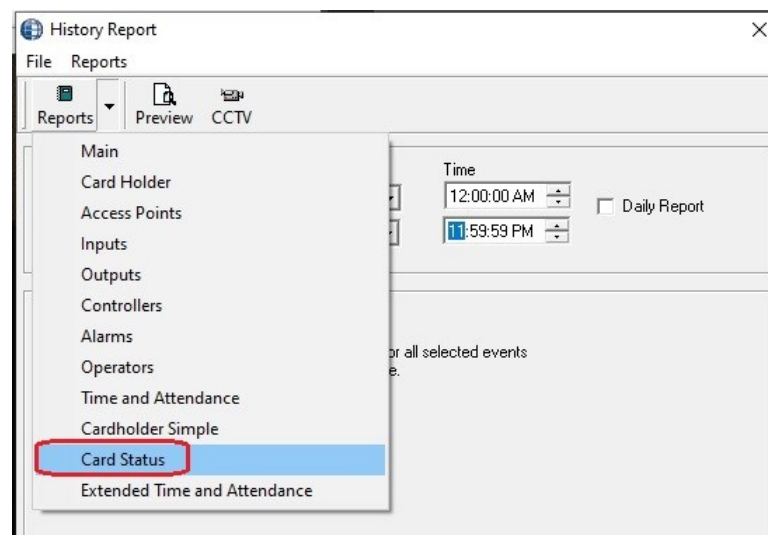 History Report
File Reports
Reports Preview CCTV
Main
Card Holder
Access Points
Inputs
Outputs
Controllers
Alarms
Operators
Time and Attendance
Cardholder Simple
Card Status
Extended Time and Attendance
Time
12:00:00 AM
11:59:59 PM
Daily Report
or all selected events
e.